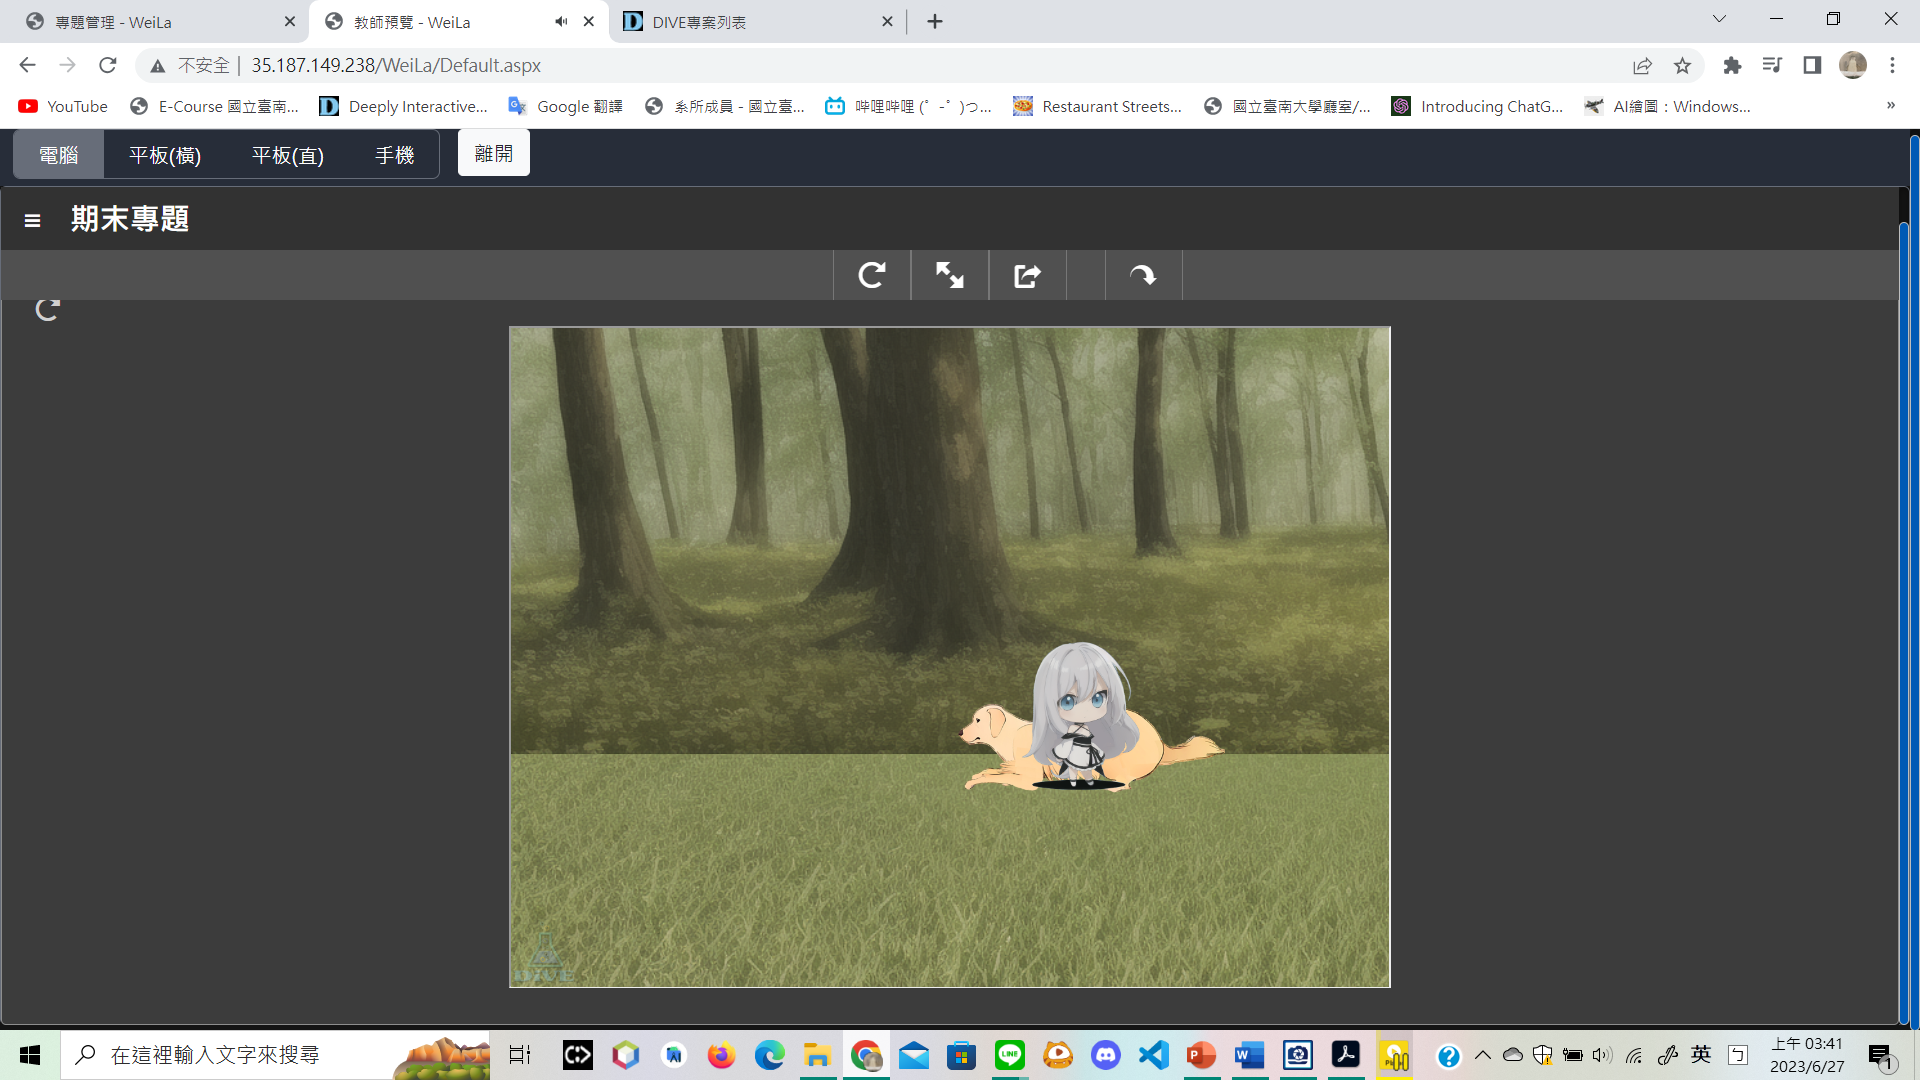 專題管理 - WeiLa
教師預覽 - WeiLa
DIVE專案列表
不安全 | 35.187.149.238/WeiLa/Default.aspx
YouTube
E-Course 國立臺南...
Deeply Interactive...
Google 翻譯
系所成員 - 國立臺...
哔哩哔哩 (゜-゜)つ...
Restaurant Streets...
國立臺南大學廳室/...
Introducing ChatG...
AI繪圖：Windows...
»
電腦
平板(橫)
平板(直)
手機
離開
期末專題
DIVE
在這裡輸入文字來搜尋
英
上午 03:41
2023/6/27
1